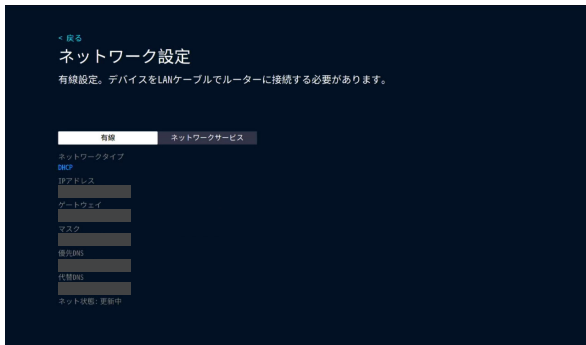 < 戻る
ネットワーク設定
有線設定。デバイスをLANケーブルでルーターに接続する必要があります。
有線 ネットワークサービス
ネットワークタイプ
DHCP
IPアドレス
ゲートウェイ
マスク
優先DNS
代替DNS
ネット状態: 更新中